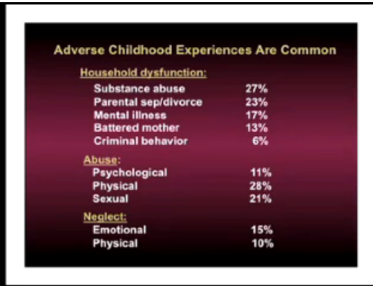 Adverse Childhood Experiences Are Common
Household dysfunction:
Substance abuse 27%
Parental sep/divorce 23%
Mental illness 17%
Battered mother 13%
Criminal behavior 6%
Abuse:
Psychological 11%
Physical 28%
Sexual 21%
Neglect:
Emotional 15%
Physical 10%